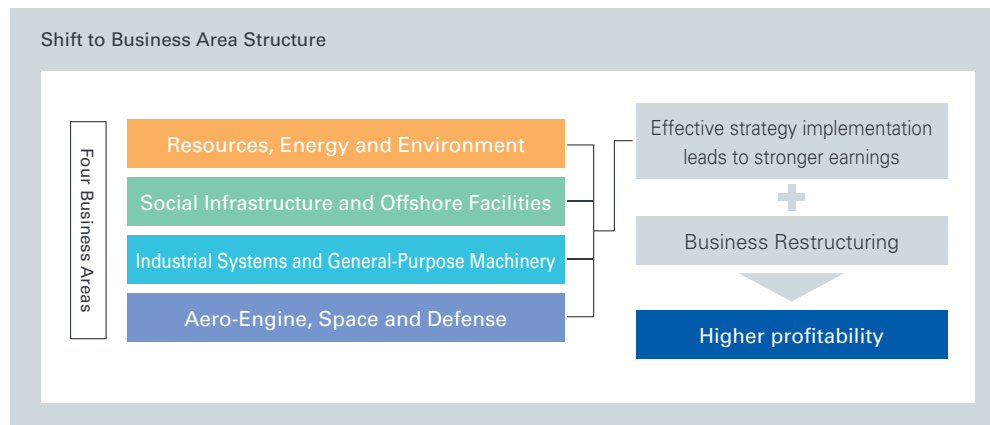 Shift to Business Area Structure
Four Business Areas
Resources, Energy and Environment
Social Infrastructure and Offshore Facilities
Industrial Systems and General-Purpose Machinery
Aero-Engine, Space and Defense
Effective strategy implementation
leads to stronger earnings
+
Business Restructuring
Higher profitability